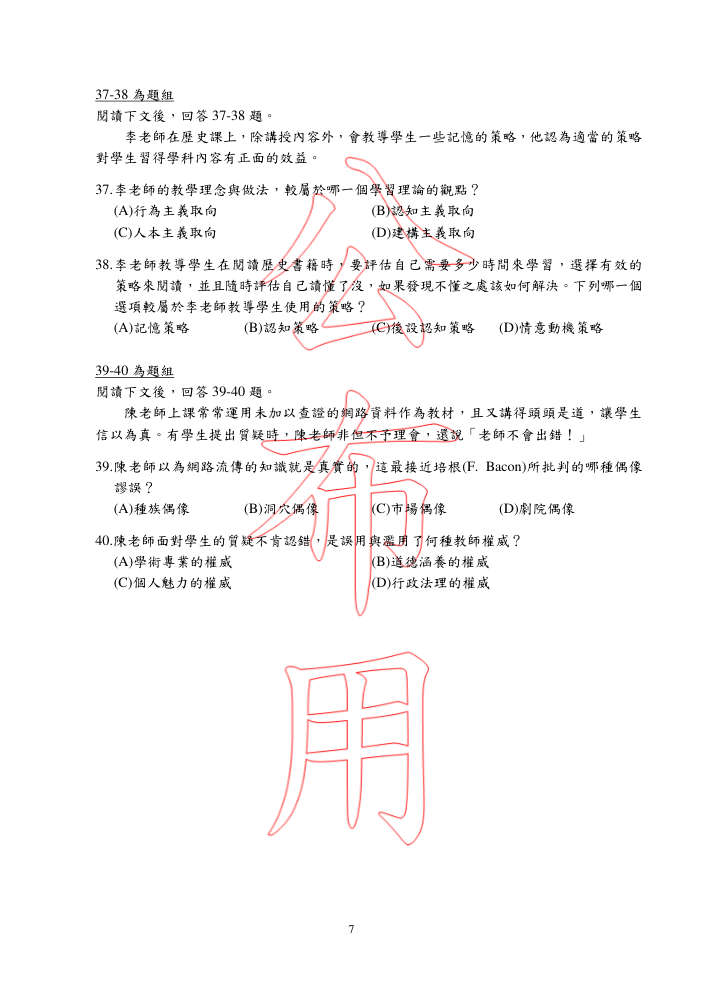 37-38 為題組
閱讀下文後，回答 37-38 題。
李老師在歷史課上，除講授內容外，會教導學生一些記憶的策略，他認為適當的策略
對學生習得學科內容有正面的效益。
37.李老師的教學理念與做法，較屬於哪一個學習理論的觀點？
(A)行為主義取向 (B)認知主義取向
(C)人本主義取向 (D)建構主義取向
38.李老師教導學生在閱讀歷史書籍時，要評估自己需要多少時間來學習，選擇有效的
策略來閱讀，並且隨時評估自己讀懂了沒，如果發現不懂之處該如何解決。下列哪一個
選項較屬於李老師教導學生使用的策略？
(A)記憶策略 (B)認知策略 (C)後設認知策略 (D)情意動機策略
39-40 為題組
閱讀下文後，回答 39-40 題。
陳老師上課常常運用未加以查證的網路資料作為教材，且又講得頭頭是道，讓學生
信以為真。有學生提出質疑時，陳老師非但不予理會，還說「老師不會出錯！」
39.陳老師以為網路流傳的知識就是真實的，這最接近培根(F. Bacon)所批判的哪種偶像
謬誤？
(A)種族偶像 (B)洞穴偶像 (C)市場偶像 (D)劇院偶像
40.陳老師面對學生的質疑不肯認錯，是誤用與濫用了何種教師權威？
(A)學術專業的權威 (B)道德涵養的權威
(C)個人魅力的權威 (D)行政法理的權威
公
布
用
7